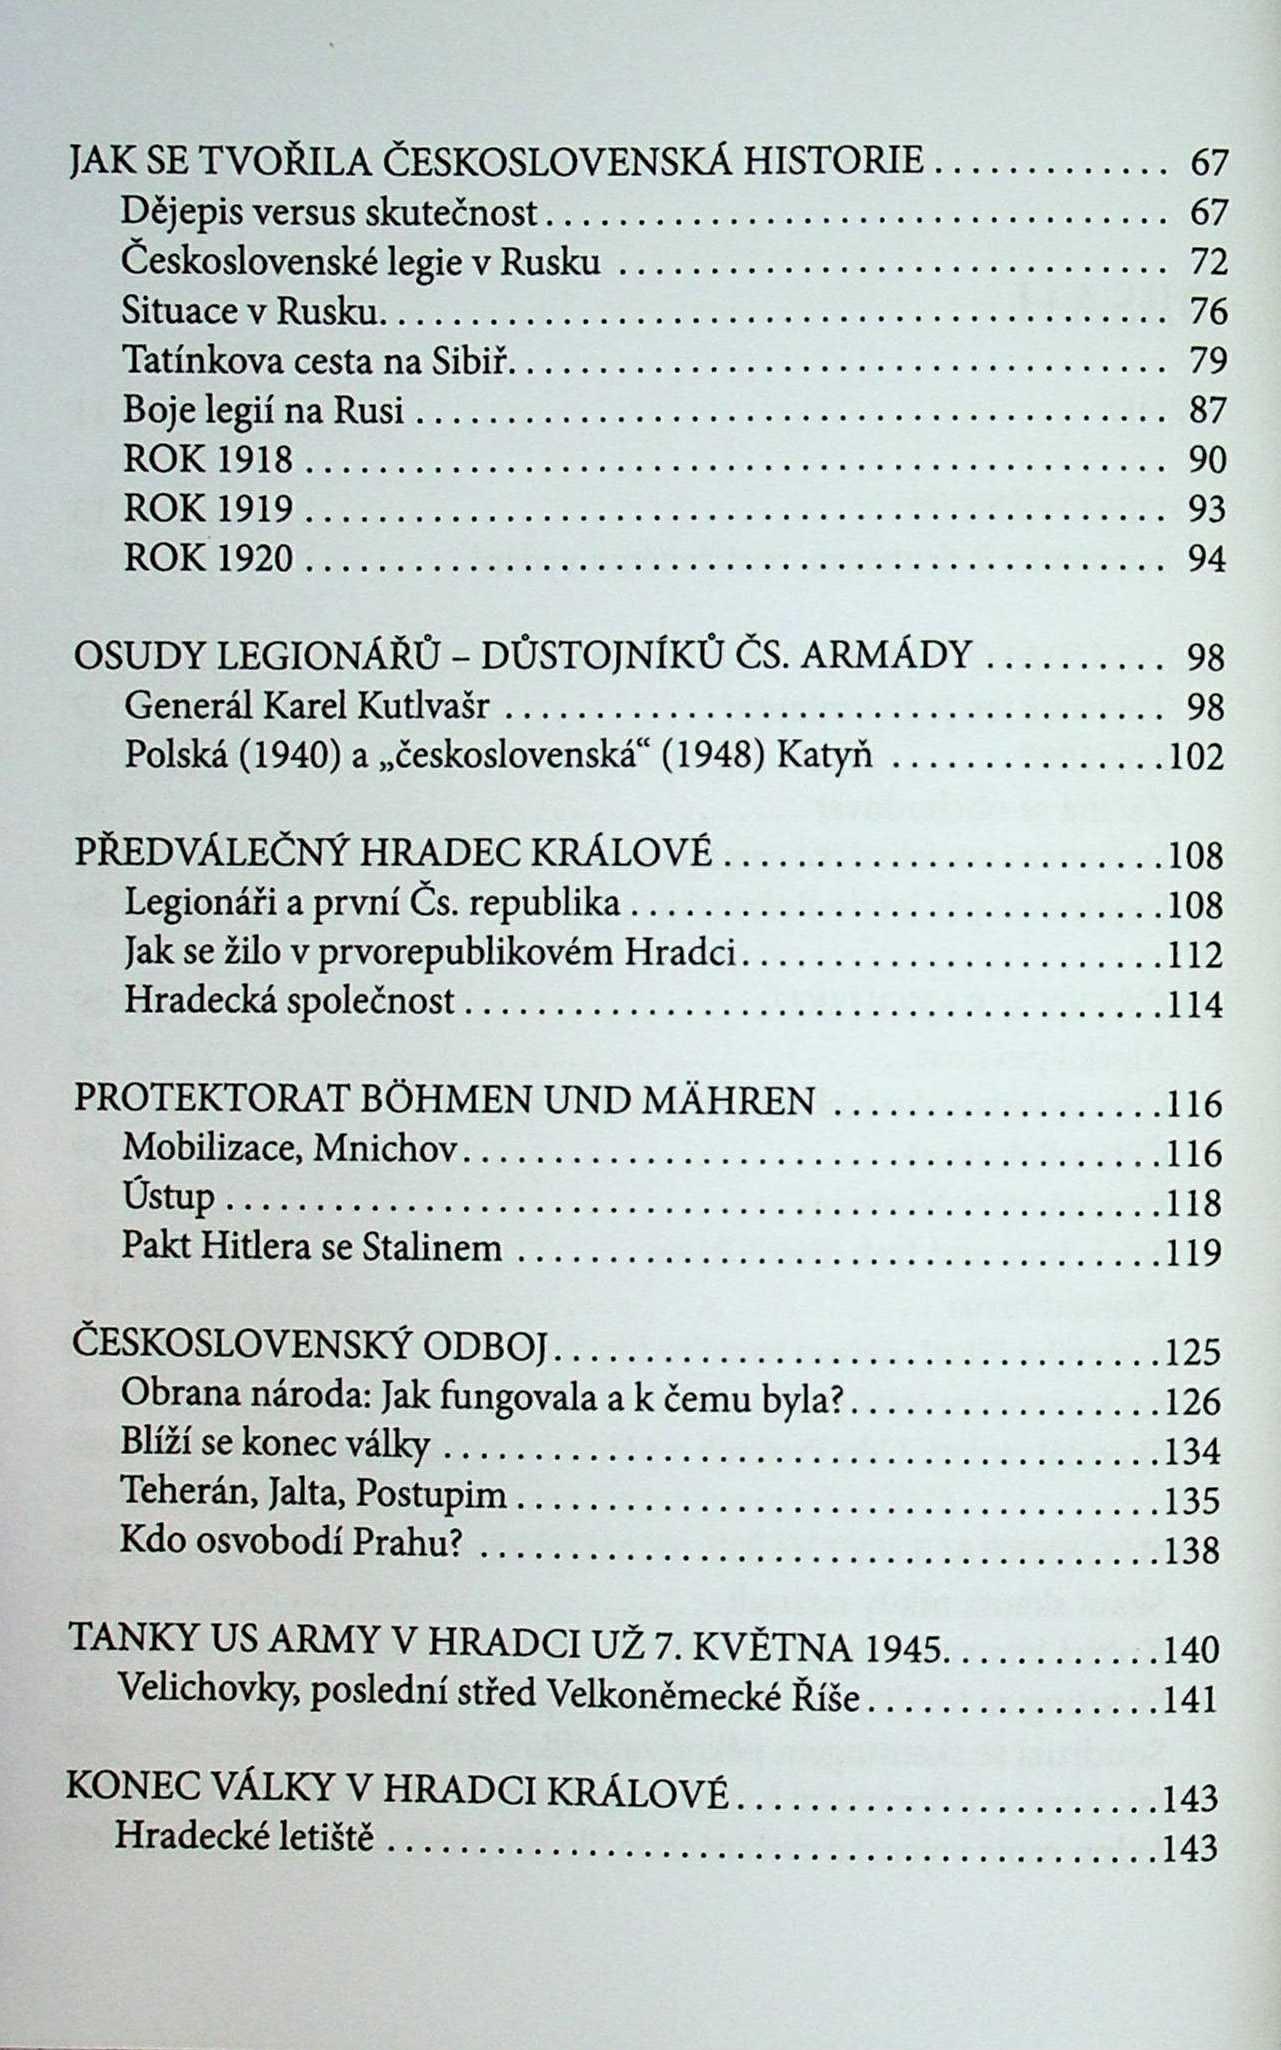 JAK SE TVOŘILA ČESKOSLOVENSKÁ HISTORIE ............. 67
Dějepis versus skutečnost .................................. 67
Československé legie v Rusku .............................. 72
Situace v Rusku ........................................... 76
Tatínkova cesta na Sibiř .................................... 79
Boje legií na Rusi ......................................... 87
ROK 1918 ............................................... 90
ROK 1919 ............................................... 93
ROK 1920 ............................................... 94
OSUDY LEGIONÁŘŮ – DŮSTOJNÍKŮ ČS. ARMÁDY .......... 98
Generál Karel Kutlvašr .................................... 98
Polská (1940) a „československá“ (1948) Katyň ............... 102
PŘEDVÁLEČNÝ HRADEC KRÁLOVÉ ........................ 108
Legionáři a první Čs. republika ............................. 108
Jak se žilo v prvorepublikovém Hradci ....................... 112
Hradecká společnost ...................................... 114
PROTEKTORAT BÖHMEN UND MÄHREN .................. 116
Mobilizace, Mnichov ...................................... 116
Ústup ................................................... 118
Pakt Hitlera se Stalinem ................................... 119
ČESKOSLOVENSKÝ ODBOJ ................................. 125
Obrana národa: Jak fungovala a k čemu byla? ................. 126
Blíží se konec války ....................................... 134
Teherán, Jalta, Postupim ................................... 135
Kdo osvobodí Prahu? ..................................... 138
TANKY US ARMY V HRADCI UŽ 7. KVĚTNA 1945 ............ 140
Velichovky, poslední střed Velkoněmecké Říše ................ 141
KONEC VÁLKY V HRADCI KRÁLOVÉ ....................... 143
Hradecké letiště .......................................... 143